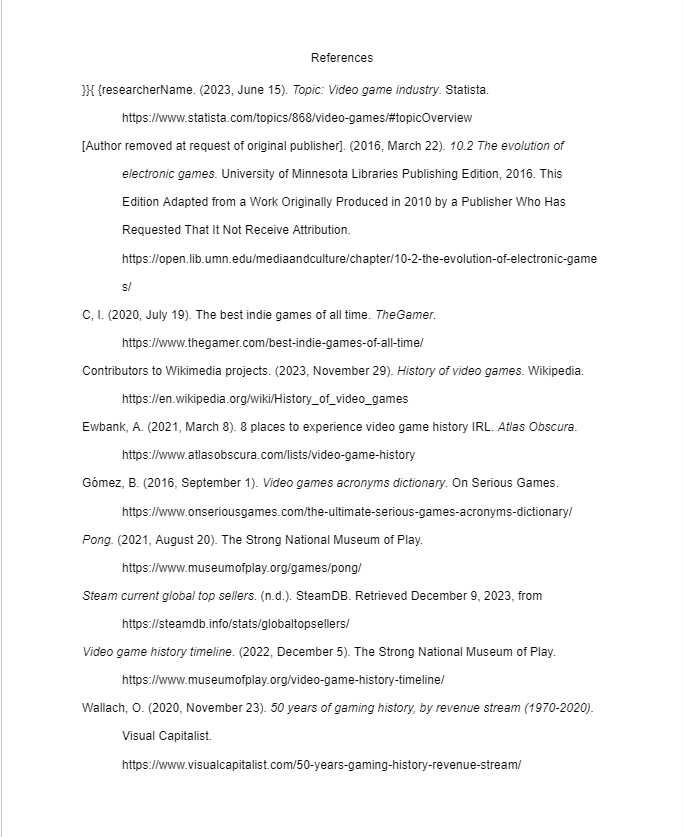 References
}}{ {researcherName. (2023, June 15). Topic: Video game industry. Statista.
https://www.statista.com/topics/868/video-games/#topicOverview
[Author removed at request of original publisher]. (2016, March 22). 10.2 The evolution of
electronic games. University of Minnesota Libraries Publishing Edition, 2016. This
Edition Adapted from a Work Originally Produced in 2010 by a Publisher Who Has
Requested That It Not Receive Attribution.
https://open.lib.umn.edu/mediaandculture/chapter/10-2-the-evolution-of-electronic-game
s/
C, I. (2020, July 19). The best indie games of all time. TheGamer.
https://www.thegamer.com/best-indie-games-of-all-time/
Contributors to Wikimedia projects. (2023, November 29). History of video games. Wikipedia.
https://en.wikipedia.org/wiki/History_of_video_games
Ewbank, A. (2021, March 8). 8 places to experience video game history IRL. Atlas Obscura.
https://www.atlasobscura.com/lists/video-game-history
Gómez, B. (2016, September 1). Video games acronyms dictionary. On Serious Games.
https://www.onseriousgames.com/the-ultimate-serious-games-acronyms-dictionary/
Pong. (2021, August 20). The Strong National Museum of Play.
https://www.museumofplay.org/games/pong/
Steam current global top sellers. (n.d.). SteamDB. Retrieved December 9, 2023, from
https://steamdb.info/stats/globaltopsellers/
Video game history timeline. (2022, December 5). The Strong National Museum of Play.
https://www.museumofplay.org/video-game-history-timeline/
Wallach, O. (2020, November 23). 50 years of gaming history, by revenue stream (1970-2020).
Visual Capitalist.
https://www.visualcapitalist.com/50-years-gaming-history-revenue-stream/